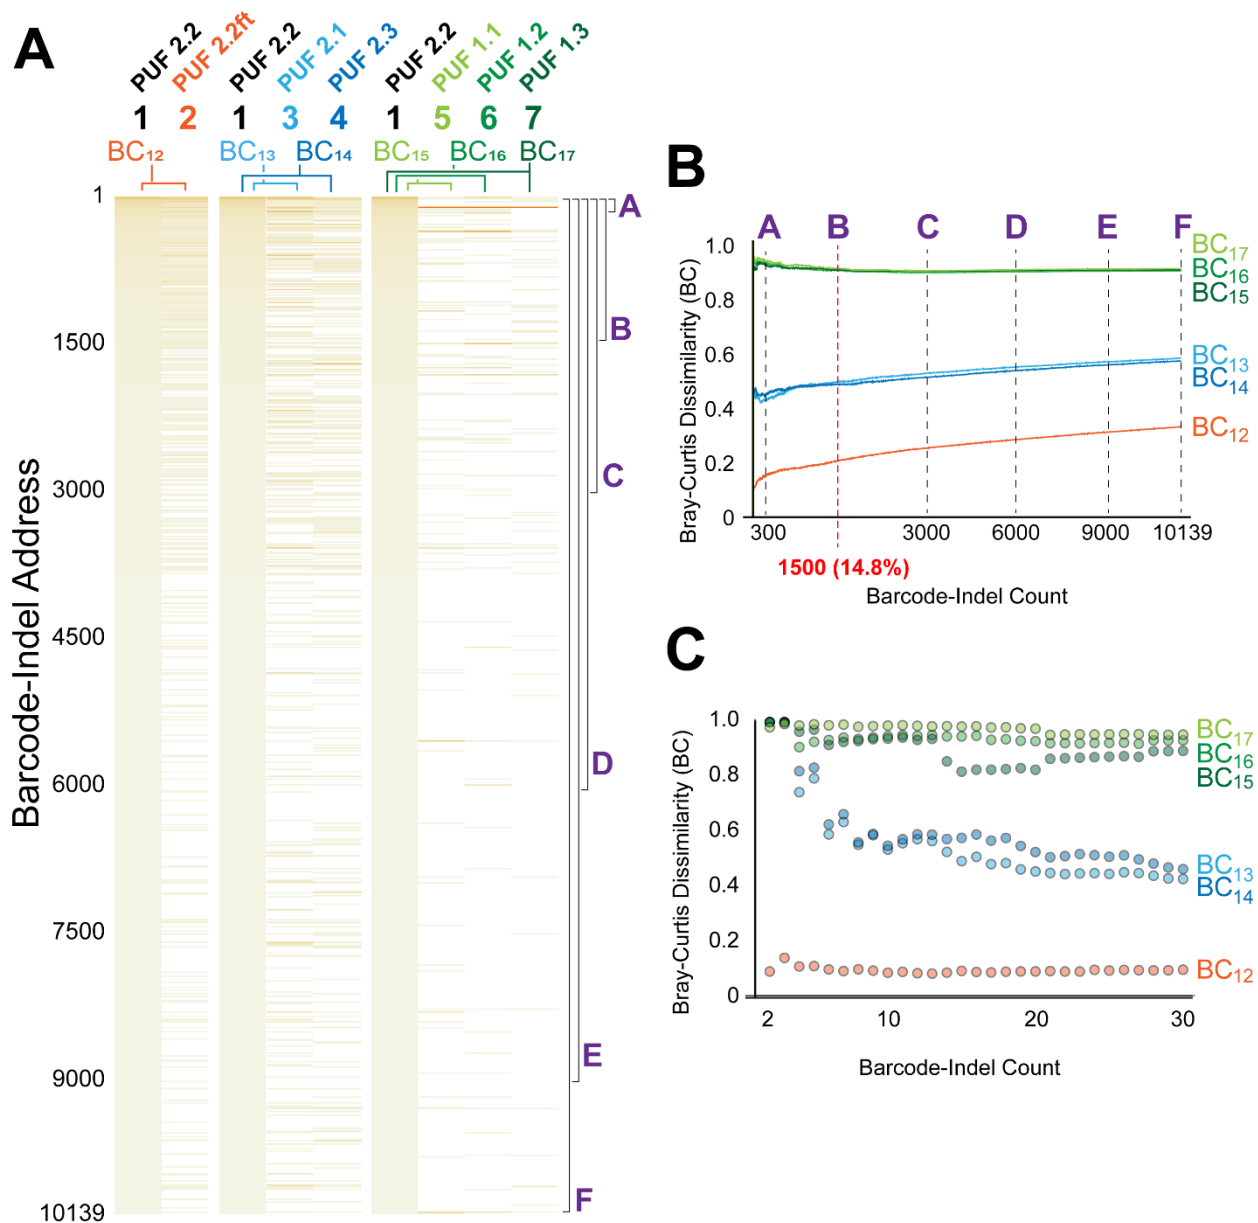 A
PUF 2.2 PUF 2.2ft PUF 2.2 PUF 2.1 PUF 2.3 PUF 2.2 PUF 1.1 PUF 1.2 PUF 1.3
1 2 1 3 4 1 5 6 7
BC₁₂ BC₁₃ BC₁₄ BC₁₅ BC₁₆ BC₁₇
Barcode-Indel Address
1
1500
3000
4500
6000
7500
9000
10139
A
B
C
D
E
F
B
A B C D E F
Bray-Curtis Dissimilarity (BC)
1.0
0.8
0.6
0.4
0.2
0
BC₁₇
BC₁₆
BC₁₅
BC₁₃
BC₁₄
BC₁₂
300 3000 6000 9000 10139
1500 (14.8%)
Barcode-Indel Count
C
Bray-Curtis Dissimilarity (BC)
1.0
0.8
0.6
0.4
0.2
0
BC₁₇
BC₁₆
BC₁₅
BC₁₃
BC₁₄
BC₁₂
2 10 20 30
Barcode-Indel Count